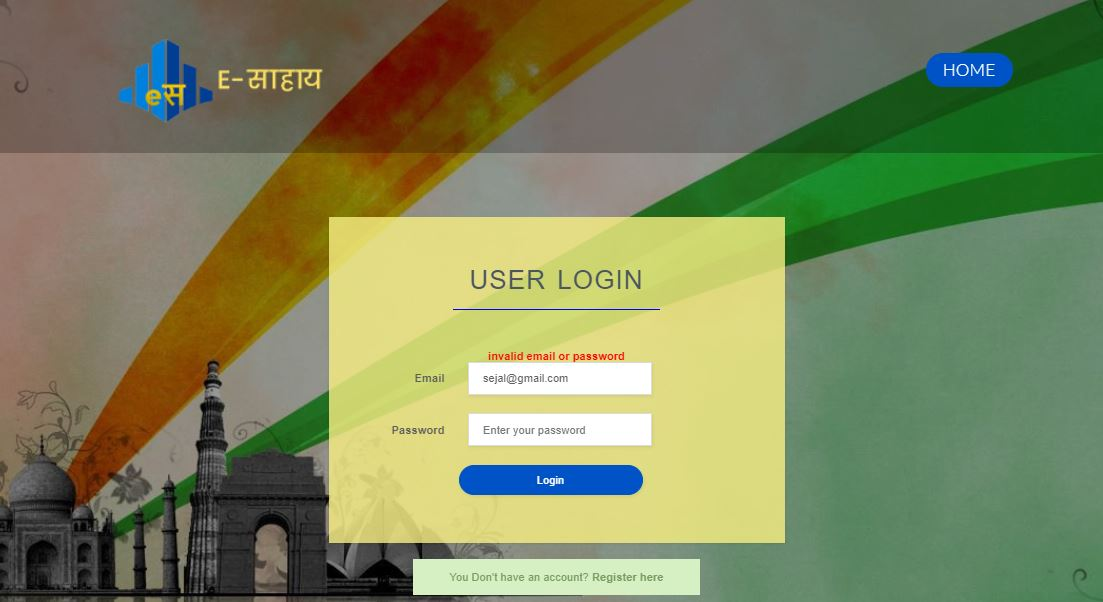 eस E-साहाय
HOME
USER LOGIN
invalid email or password
Email
sejal@gmail.com
Password
Enter your password
Login
You Don't have an account? Register here